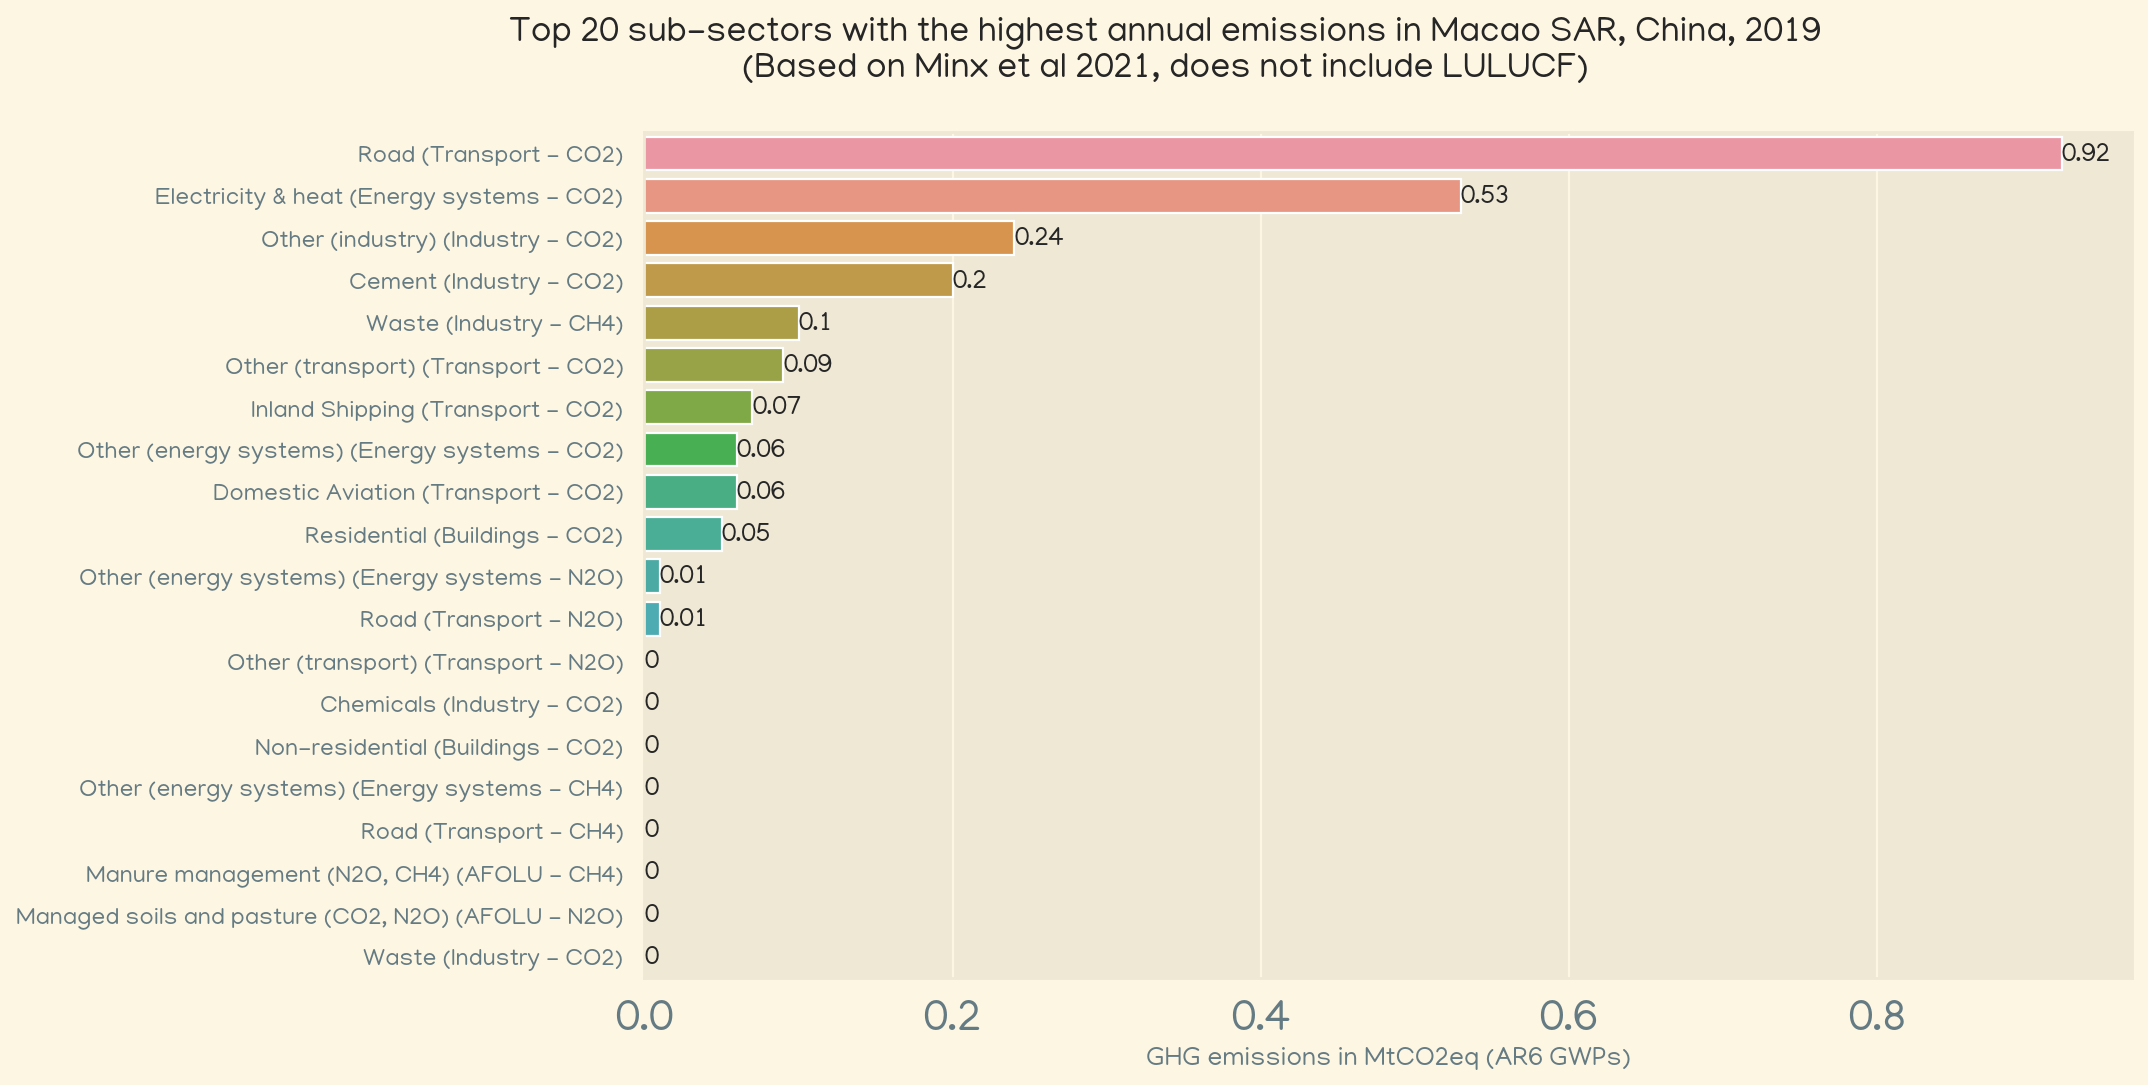 Top 20 sub-sectors with the highest annual emissions in Macao SAR, China, 2019
(Based on Minx et al 2021, does not include LULUCF)
Road (Transport - CO2) 0.92
Electricity & heat (Energy systems - CO2) 0.53
Other (industry) (Industry - CO2) 0.24
Cement (Industry - CO2) 0.2
Waste (Industry - CH4) 0.1
Other (transport) (Transport - CO2) 0.09
Inland Shipping (Transport - CO2) 0.07
Other (energy systems) (Energy systems - CO2) 0.06
Domestic Aviation (Transport - CO2) 0.06
Residential (Buildings - CO2) 0.05
Other (energy systems) (Energy systems - N2O) 0.01
Road (Transport - N2O) 0.01
Other (transport) (Transport - N2O) 0
Chemicals (Industry - CO2) 0
Non-residential (Buildings - CO2) 0
Other (energy systems) (Energy systems - CH4) 0
Road (Transport - CH4) 0
Manure management (N2O, CH4) (AFOLU - CH4) 0
Managed soils and pasture (CO2, N2O) (AFOLU - N2O) 0
Waste (Industry - CO2) 0
0.0 0.2 0.4 0.6 0.8
GHG emissions in MtCO2eq (AR6 GWPs)